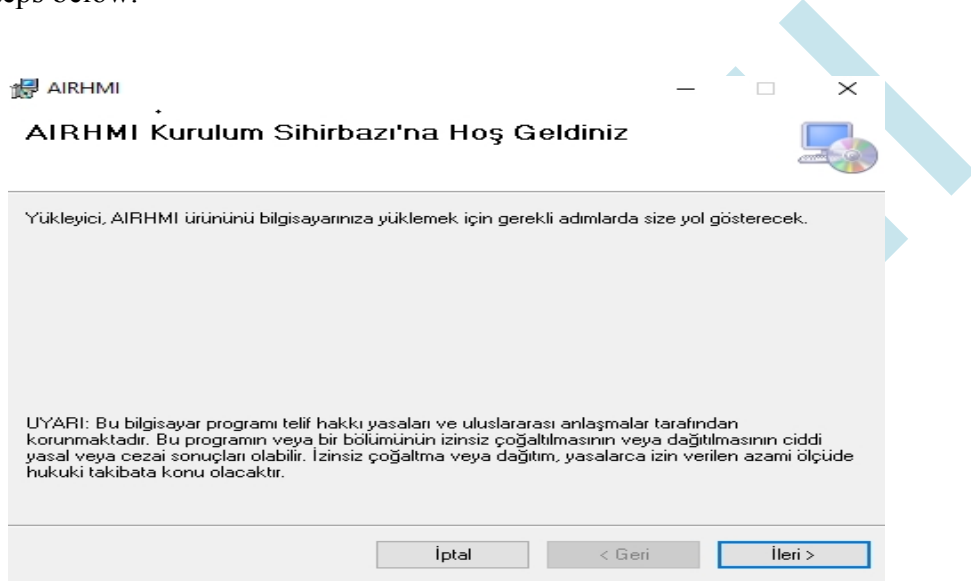 below.
AIRHMI
AIRHMI Kurulum Sihirbazı'na Hoş Geldiniz
Yükleyici, AIRHMI ürününü bilgisayarınıza yüklemek için gerekli adımlarda size yol gösterecek.
UYARI: Bu bilgisayar programı telif hakkı yasaları ve uluslararası anlaşmalar tarafından
korunmaktadır. Bu programın veya bir bölümünün izinsiz çoğaltılmasının veya dağıtılmasının ciddi
yasal veya cezai sonuçları olabilir. İzinsiz çoğaltma veya dağıtım, yasalarca izin verilen azami ölçüde
hukuki takibata konu olacaktır.
İptal
< Geri
İleri >